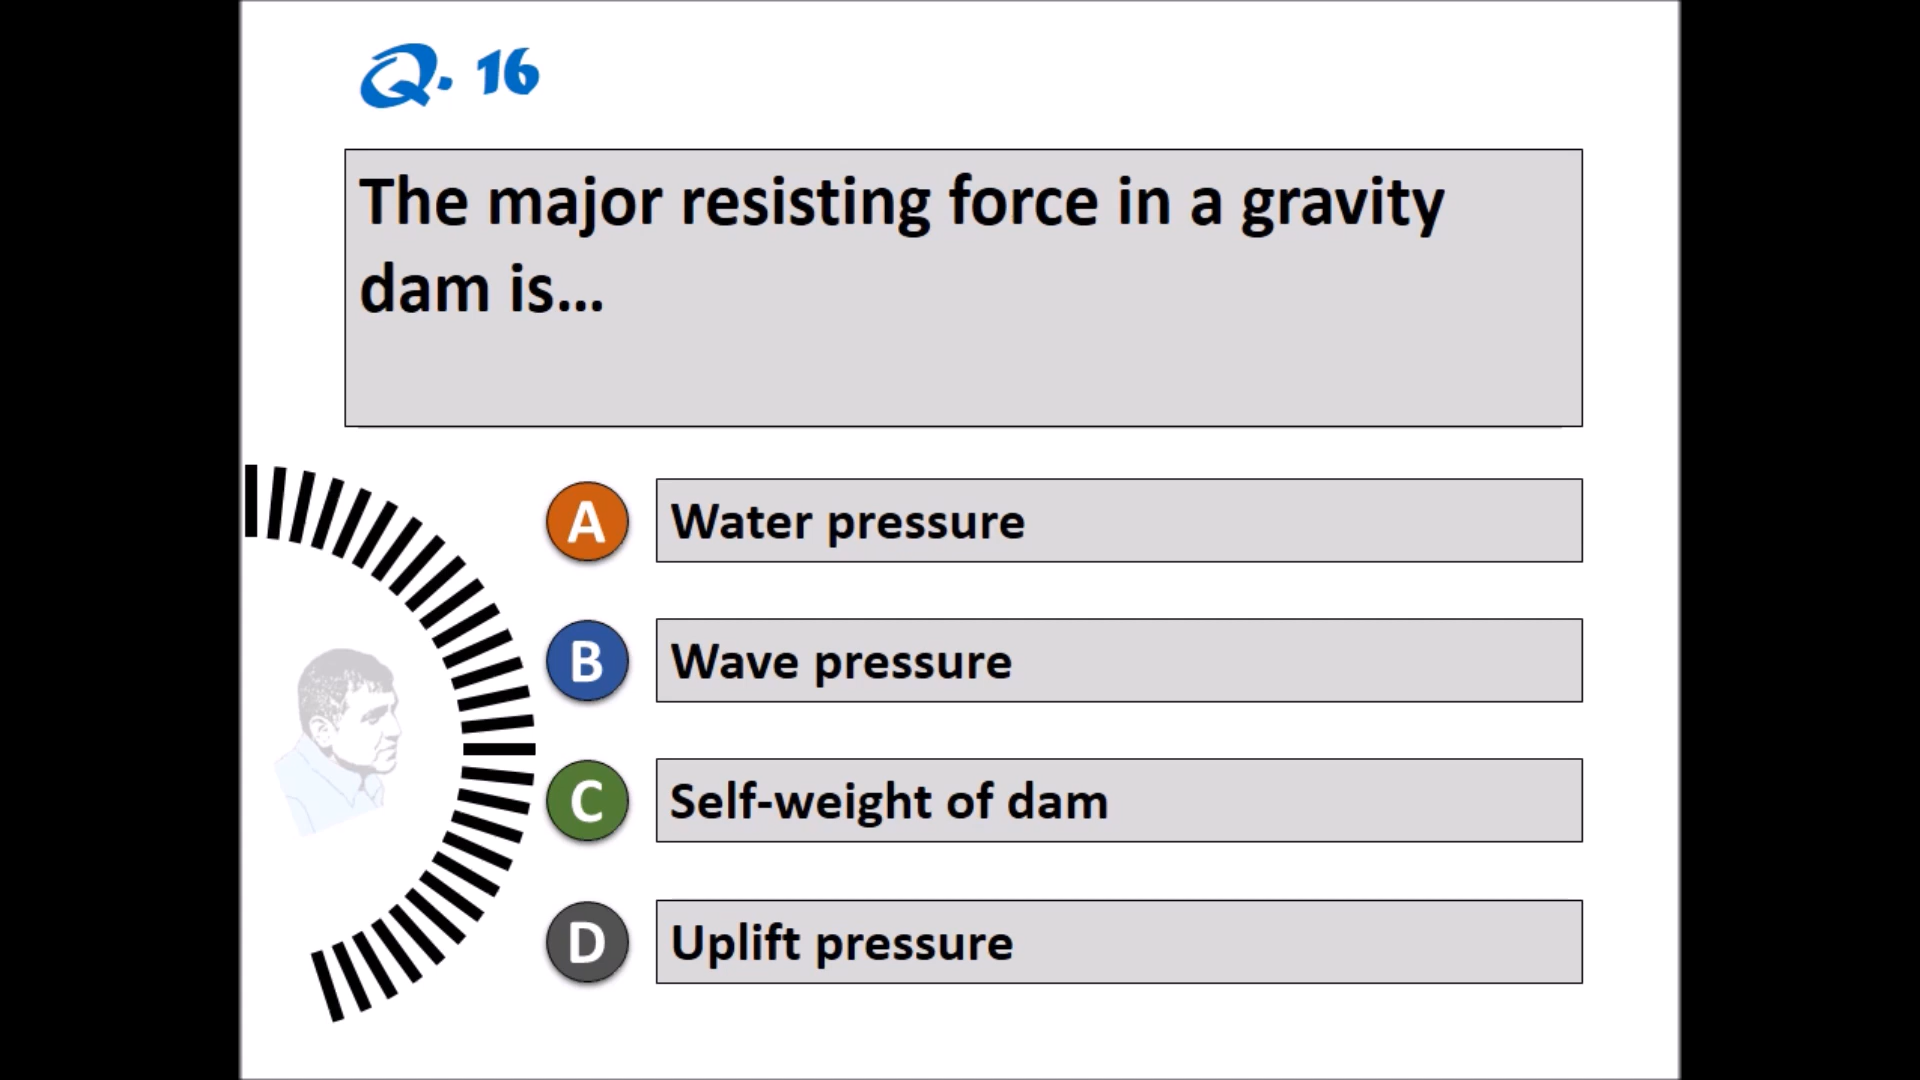 Q. 16
The major resisting force in a gravity
dam is...
A Water pressure
B Wave pressure
C Self-weight of dam
D Uplift pressure